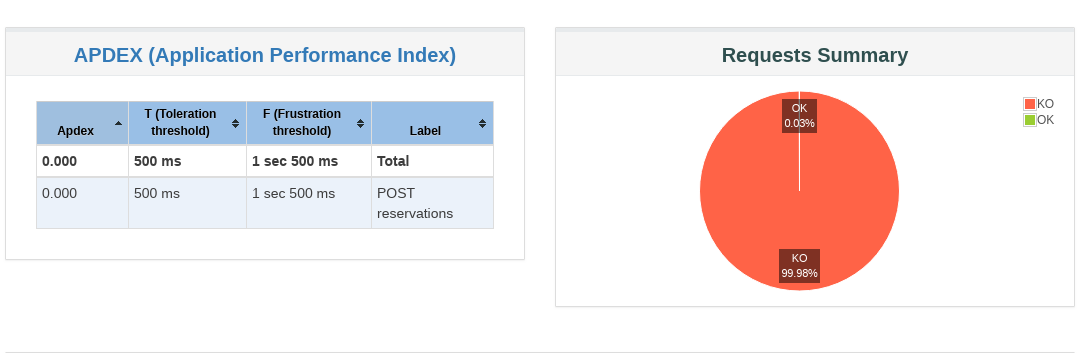 APDEX (Application Performance Index)
Apdex
T (Toleration
threshold)
F (Frustration
threshold)
Label
0.000 500 ms 1 sec 500 ms Total
0.000 500 ms 1 sec 500 ms POST
reservations
Requests Summary
OK
0.03%
KO
99.98%
KO
OK